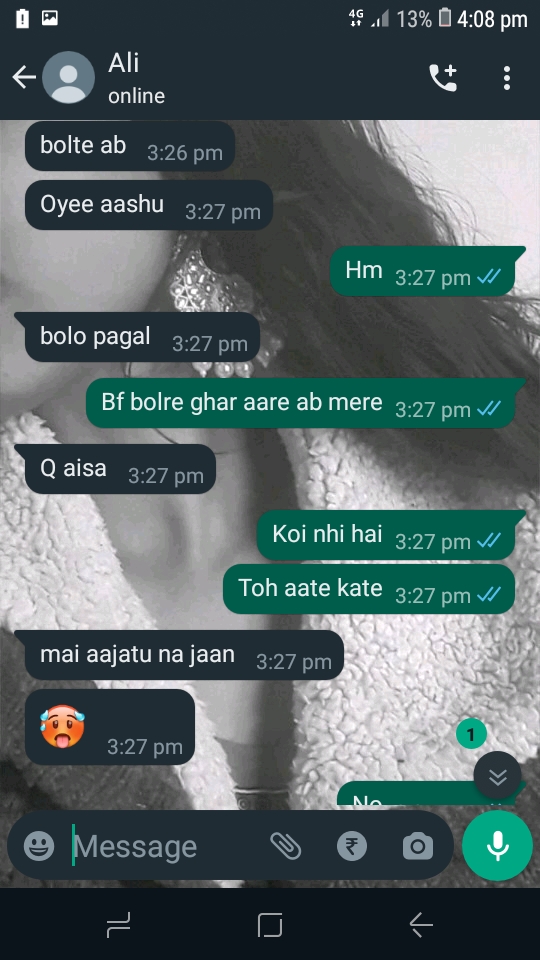 4G 13% 4:08 pm
Ali
online
bolte ab 3:26 pm
Oyee aashu 3:27 pm
Hm 3:27 pm
bolo pagal 3:27 pm
Bf bolre ghar aare ab mere 3:27 pm
Q aisa 3:27 pm
Koi nhi hai 3:27 pm
Toh aate kate 3:27 pm
mai aajatu na jaan 3:27 pm
🥵 3:27 pm
1
Message